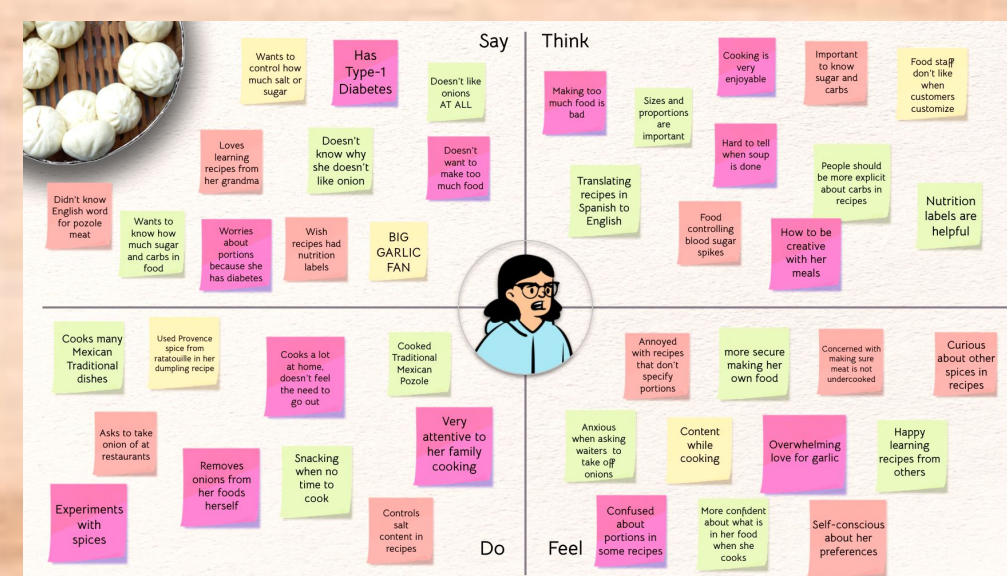 Say
Wants to
control how
much salt or
sugar
Has
Type-1
Diabetes
Doesn't like
onions
AT ALL
Loves
learning
recipes from
her grandma
Doesn't
know why
she doesn't
like onion
Doesn't
want to
make too
much food
Didn't know
English word
for pozole
meat
Wants to
know how
much sugar
and carbs in
food
Worries
about
portions
because she
has diabetes
Wish
recipes had
nutrition
labels
BIG
GARLIC
FAN
Think
Making too
much food is
bad
Sizes and
proportions
are
important
Cooking is
very
enjoyable
Important
to know
sugar and
carbs
Food staff
don't like
when
customers
customize
Hard to tell
when soup
is done
Translating
recipes in
Spanish to
English
People should
be more explicit
about carbs in
recipes
Nutrition
labels are
helpful
Food
controlling
blood sugar
spikes
How to be
creative
with her
meals
Cooks many
Mexican
Traditional
dishes
Used Provence
spice from
ratatouille in her
dumpling recipe
Cooks a lot
at home,
doesn't feel
the need to
go out
Cooked
Traditional
Mexican
Pozole
Asks to take
onion of at
restaurants
Removes
onions from
her foods
herself
Snacking
when no
time to
cook
Very
attentive to
her family
cooking
Experiments
with
spices
Controls
salt
content in
recipes
Do
Annoyed
with recipes
that don't
specify
portions
more secure
making her
own food
Concerned with
making sure
meat is not
undercooked
Curious
about other
spices in
recipes
Anxious
when asking
waiters to
take off
onions
Content
while
cooking
Overwhelming
love for garlic
Happy
learning
recipes from
others
Feel
Confused
about
portions in
some recipes
More confident
about what is
in her food
when she
cooks
Self-conscious
about her
preferences